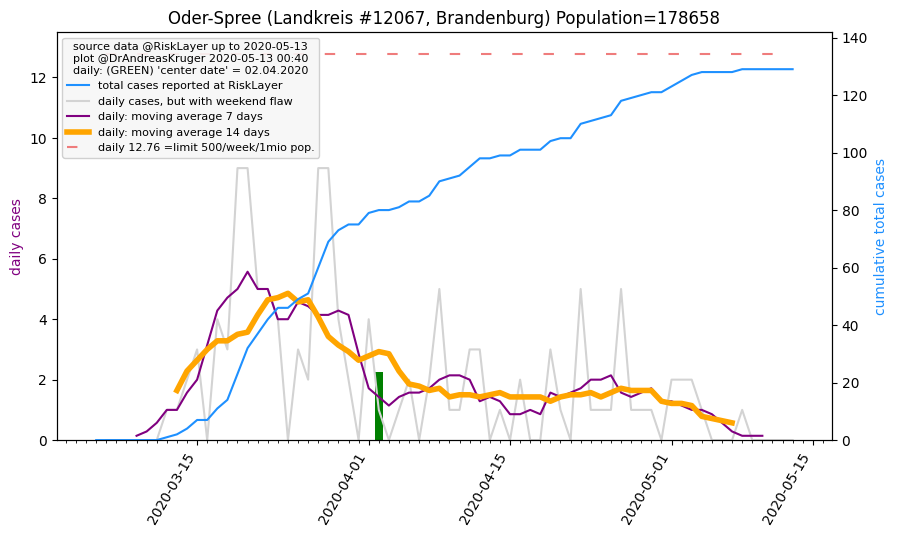 Oder-Spree (Landkreis #12067, Brandenburg) Population=178658
source data @RiskLayer up to 2020-05-13
plot @DrAndreasKruger 2020-05-13 00:40
daily: (GREEN) 'center date' = 02.04.2020
total cases reported at RiskLayer
daily cases, but with weekend flaw
daily: moving average 7 days
daily: moving average 14 days
daily 12.76 =limit 500/week/1mio pop.
daily cases
12
10
8
6
4
2
0
cumulative total cases
140
120
100
80
60
40
20
0
2020-03-15
2020-04-01
2020-04-15
2020-05-01
2020-05-15